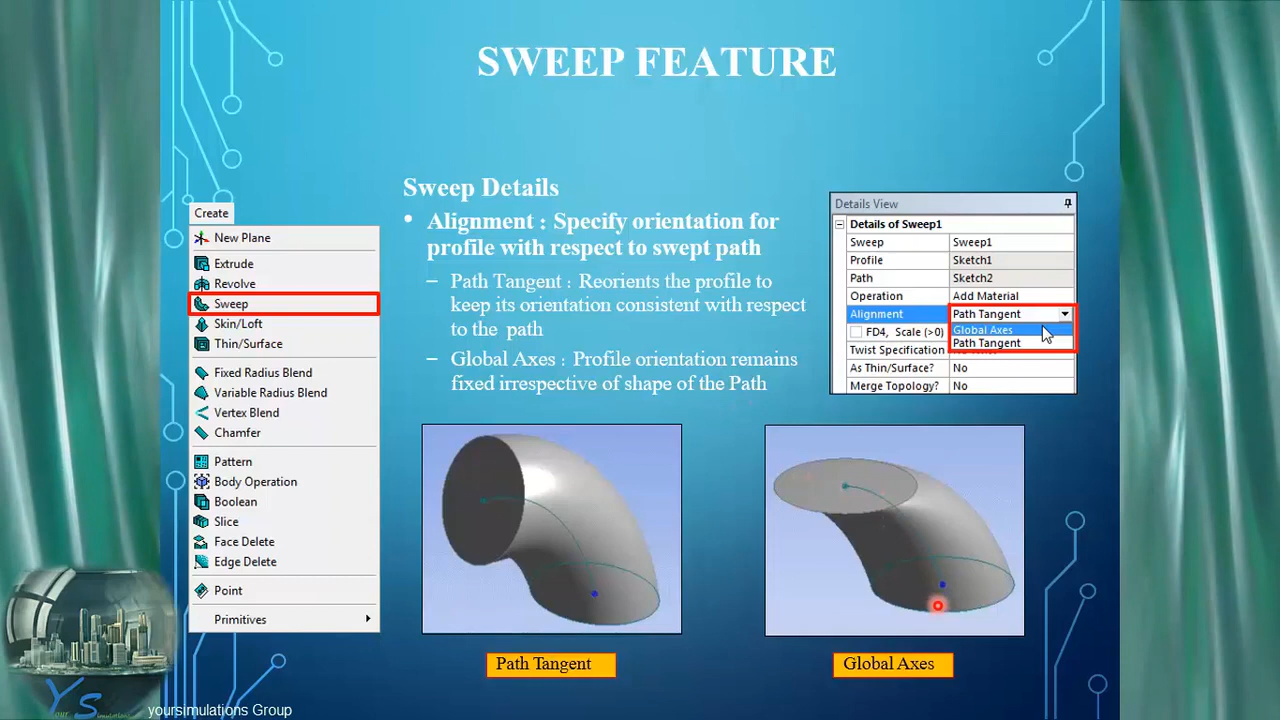 SWEEP FEATURE
Create
New Plane
Extrude
Revolve
Sweep
Skin/Loft
Thin/Surface
Fixed Radius Blend
Variable Radius Blend
Vertex Blend
Chamfer
Pattern
Body Operation
Boolean
Slice
Face Delete
Edge Delete
Point
Primitives
Sweep Details
• Alignment : Specify orientation for
profile with respect to swept path
– Path Tangent : Reorients the profile to
keep its orientation consistent with respect
to the path
– Global Axes : Profile orientation remains
fixed irrespective of shape of the Path
Details View
Details of Sweep1
Sweep Sweep1
Profile Sketch1
Path Sketch2
Operation Add Material
Alignment Path Tangent
Global Axes
FD4, Scale (>0)
Path Tangent
Twist Specification
As Thin/Surface? No
Merge Topology? No
Path Tangent
Global Axes
yoursimulations Group